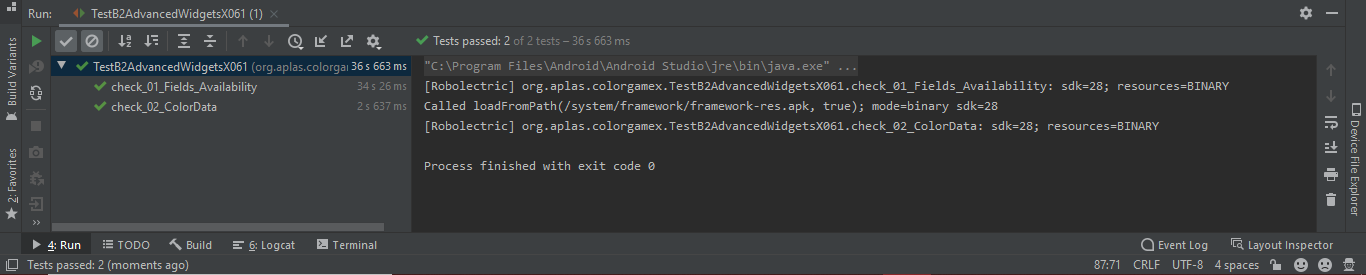 Run: TestB2AdvancedWidgetsX061 (1)
Tests passed: 2 of 2 tests – 36 s 663 ms
TestB2AdvancedWidgetsX061 (org.aplas.colorgar 36 s 663 ms
check_01_Fields_Availability 34 s 26 ms
check_02_ColorData 2 s 637 ms
"C:\Program Files\Android\Android Studio\jre\bin\java.exe" ...
[Robolectric] org.aplas.colorgamex.TestB2AdvancedWidgetsX061.check_01_Fields_Availability: sdk=28; resources=BINARY
Called loadFromPath(/system/framework/framework-res.apk, true); mode=binary sdk=28
[Robolectric] org.aplas.colorgamex.TestB2AdvancedWidgetsX061.check_02_ColorData: sdk=28; resources=BINARY
Process finished with exit code 0
Build Variants
2: Favorites
Device File Explorer
4: Run TODO Build 6: Logcat Terminal Event Log Layout Inspector
Tests passed: 2 (moments ago) 87:71 CRLF UTF-8 4 spaces